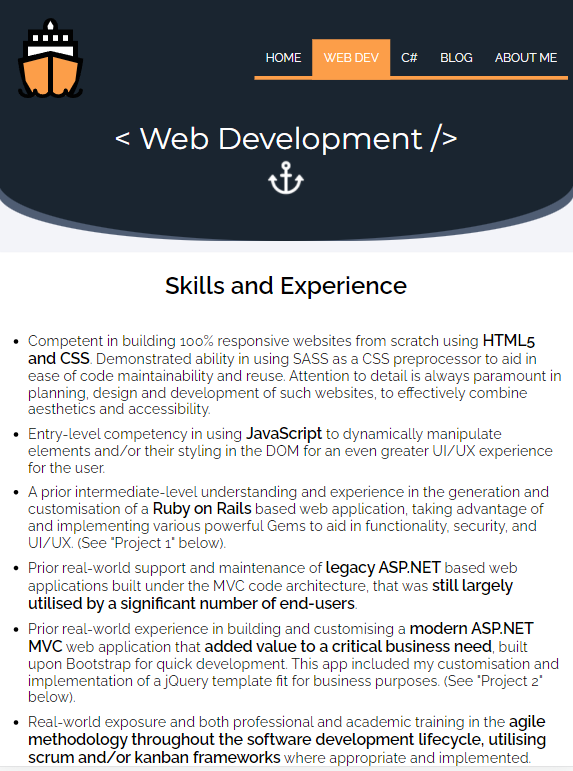 HOME WEB DEV C# BLOG ABOUT ME
< Web Development />
Skills and Experience
• Competent in building 100% responsive websites from scratch using HTML5
and CSS. Demonstrated ability in using SASS as a CSS preprocessor to aid in
ease of code maintainability and reuse. Attention to detail is always paramount in
planning, design and development of such websites, to effectively combine
aesthetics and accessibility.
• Entry-level competency in using JavaScript to dynamically manipulate
elements and/or their styling in the DOM for an even greater UI/UX experience
for the user.
• A prior intermediate-level understanding and experience in the generation and
customisation of a Ruby on Rails based web application, taking advantage of
and implementing various powerful Gems to aid in functionality, security, and
UI/UX. (See "Project 1" below).
• Prior real-world support and maintenance of legacy ASP.NET based web
applications built under the MVC code architecture, that was still largely
utilised by a significant number of end-users.
• Prior real-world experience in building and customising a modern ASP.NET
MVC web application that added value to a critical business need, built
upon Bootstrap for quick development. This app included my customisation and
implementation of a jQuery template fit for business purposes. (See "Project 2"
below).
• Real-world exposure and both professional and academic training in the agile
methodology throughout the software development lifecycle, utilising
scrum and/or kanban frameworks where appropriate and implemented.